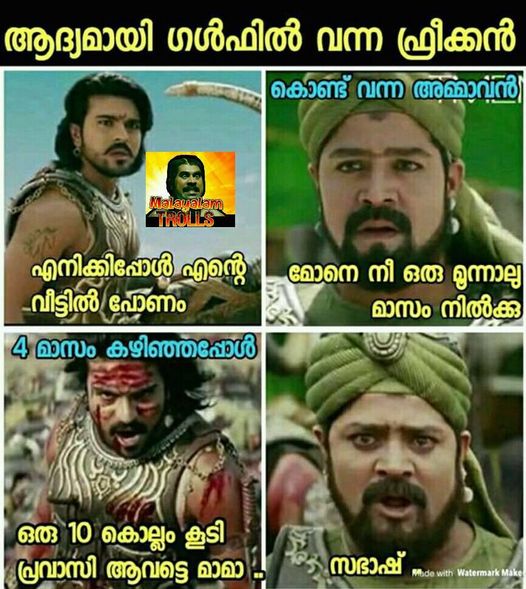 ആദ്യമായി ഗൾഫിൽ വന്ന ഫ്രീക്കൻ
കൊണ്ട് വന്ന അമ്മാവൻ
Malayalam
TROLLS
എനിക്കിപ്പോൾ എന്റെ
വീട്ടിൽ പോണം
മോനെ നീ ഒരു മൂന്നാലു
മാസം നിൽക്കു
4 മാസം കഴിഞ്ഞപ്പോൾ
ഒരു 10 കൊല്ലം കൂടി
പ്രവാസി ആവട്ടെ മാമാ ..
സഭാഷ് ..
Made with Watermark Make